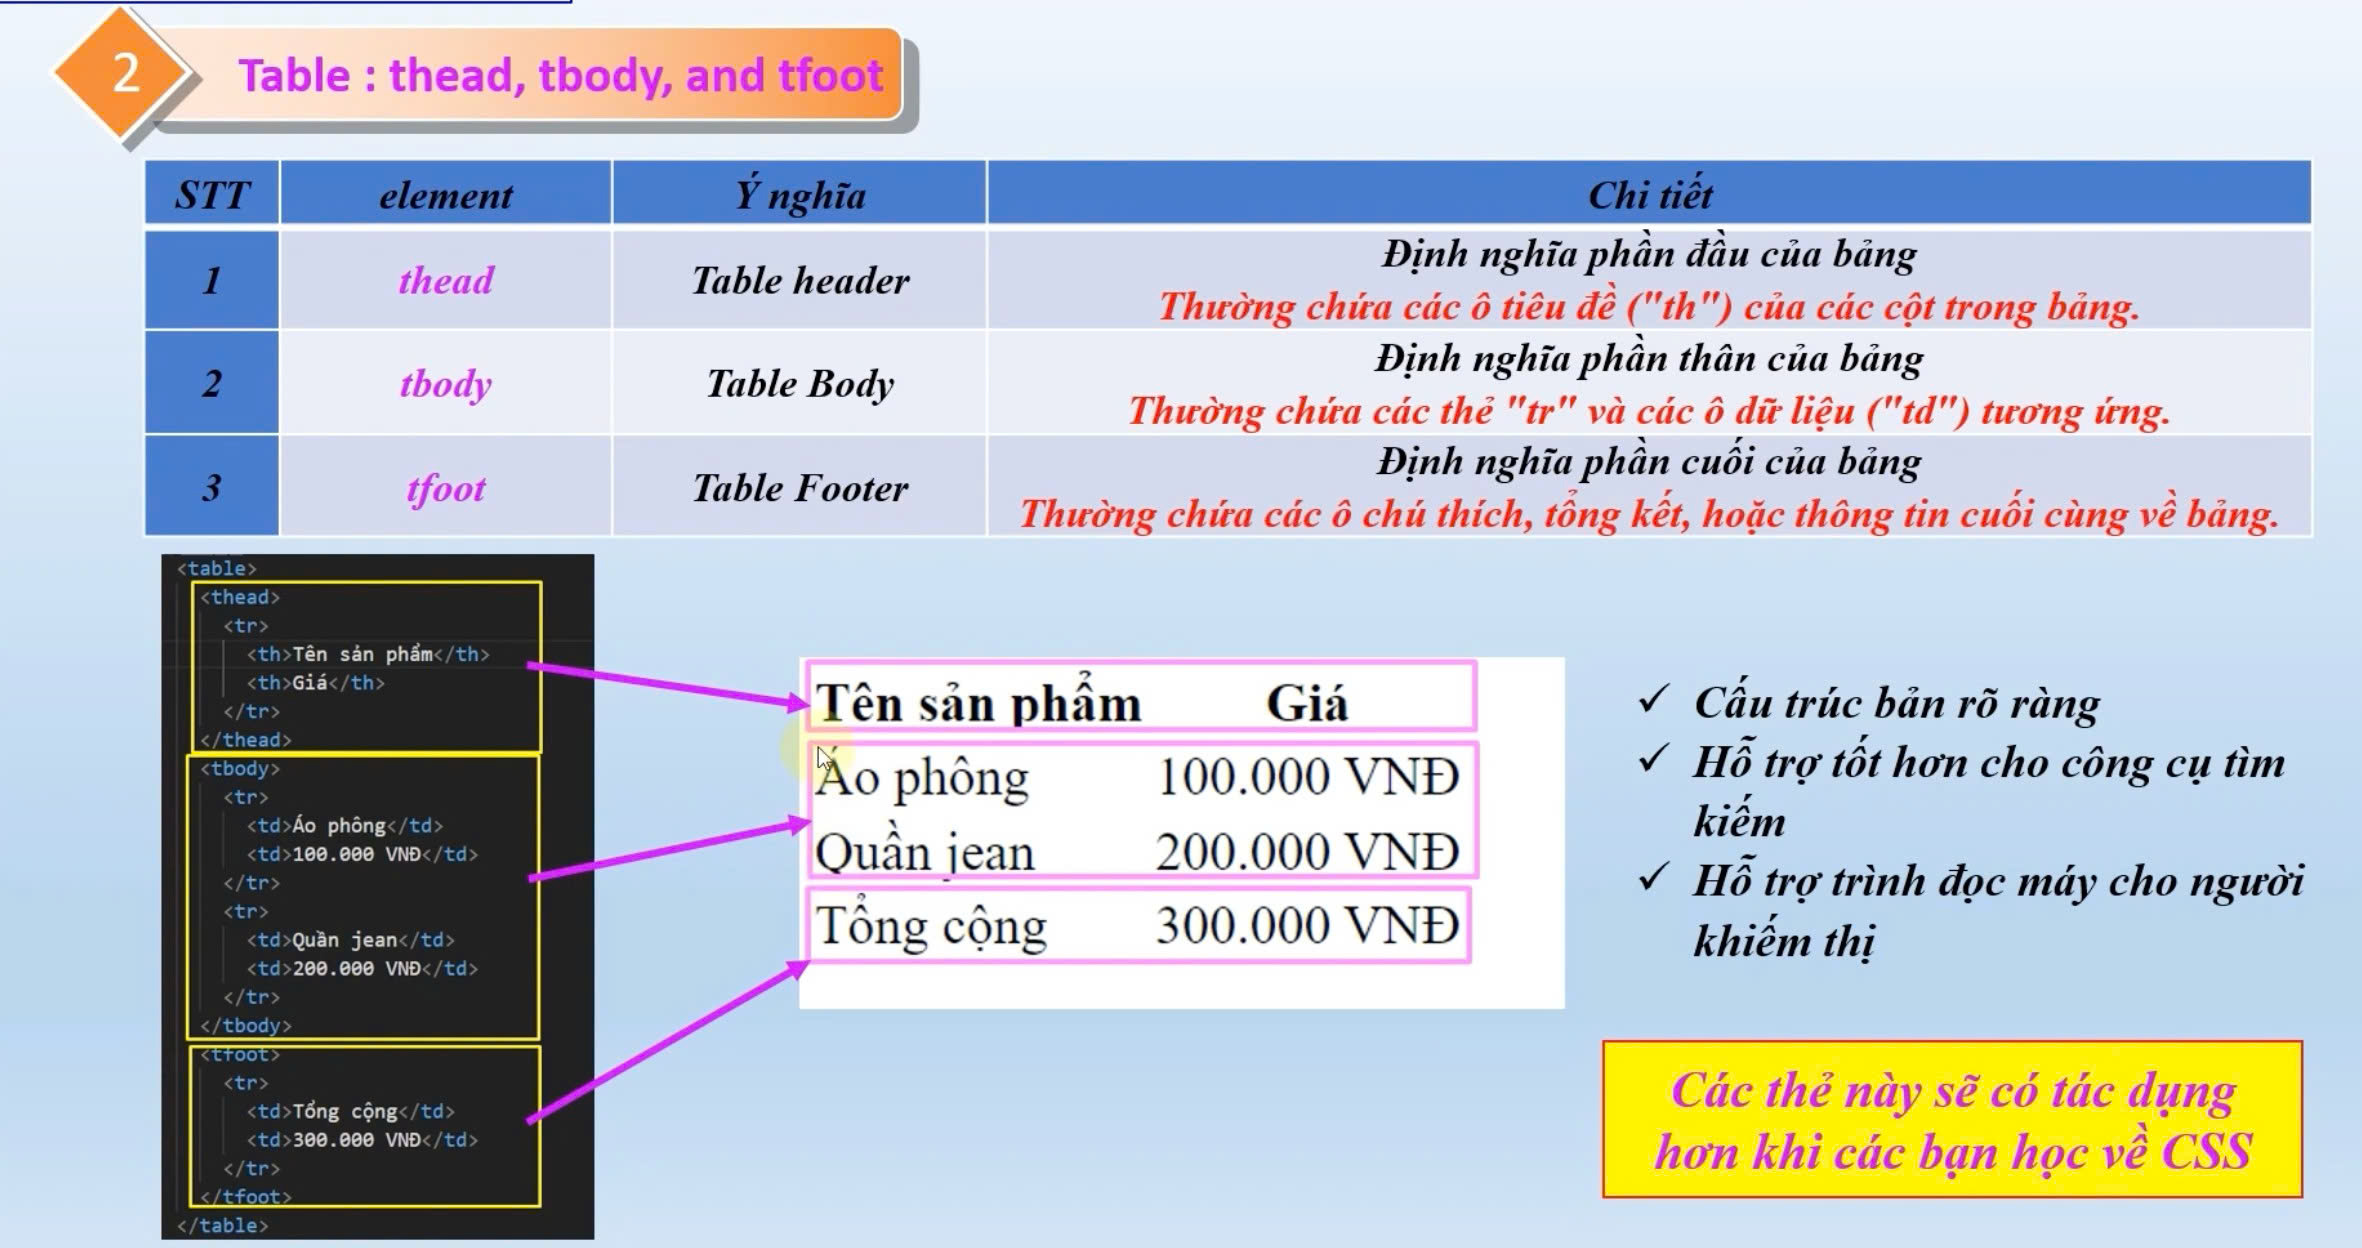 2
Table : thead, tbody, and tfoot
STT element Ý nghĩa Chi tiết
1 thead Table header Định nghĩa phần đầu của bảng
Thường chứa các ô tiêu đề ("th") của các cột trong bảng.
2 tbody Table Body Định nghĩa phần thân của bảng
Thường chứa các thẻ "tr" và các ô dữ liệu ("td") tương ứng.
3 tfoot Table Footer Định nghĩa phần cuối của bảng
Thường chứa các ô chú thích, tổng kết, hoặc thông tin cuối cùng về bảng.
<table>
<thead>
<tr>
<th>Tên sản phẩm</th>
<th>Giá</th>
</tr>
</thead>
<tbody>
<tr>
<td>Áo phông</td>
<td>100.000 VNĐ</td>
</tr>
<tr>
<td>Quần jean</td>
<td>200.000 VNĐ</td>
</tr>
</tbody>
<tfoot>
<tr>
<td>Tổng cộng</td>
<td>300.000 VNĐ</td>
</tr>
</tfoot>
</table>
Tên sản phẩm Giá
Áo phông 100.000 VNĐ
Quần jean 200.000 VNĐ
Tổng cộng 300.000 VNĐ
✓ Cấu trúc bản rõ ràng
✓ Hỗ trợ tốt hơn cho công cụ tìm
kiếm
✓ Hỗ trợ trình đọc máy cho người
khiếm thị
Các thẻ này sẽ có tác dụng
hơn khi các bạn học về CSS